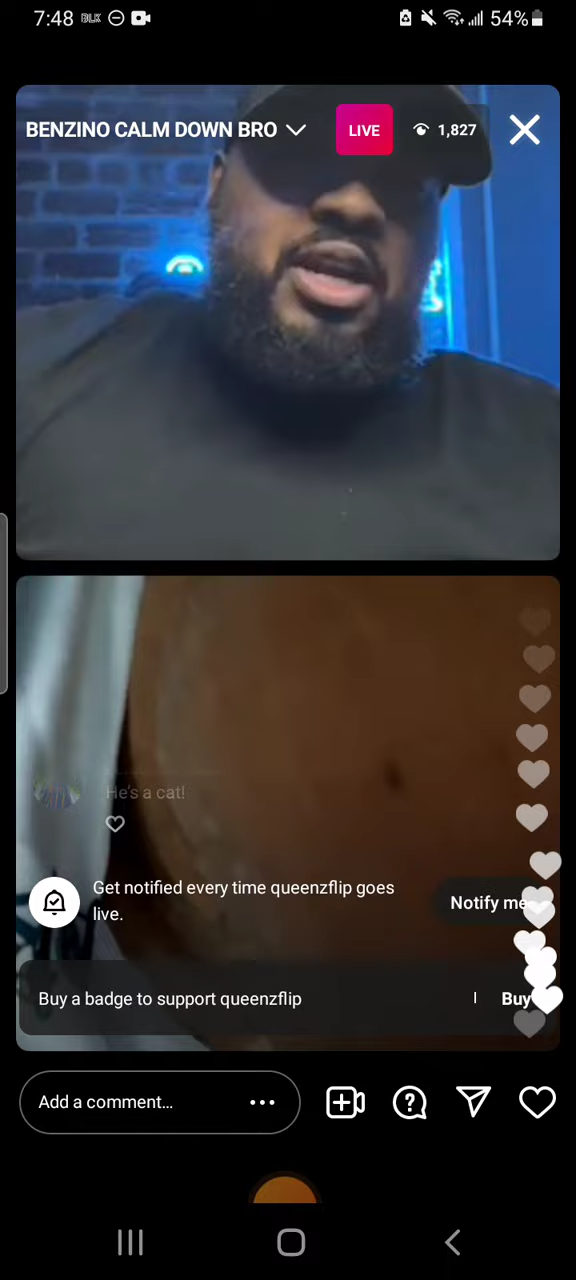 7:48 BLK 54%
BENZINO CALM DOWN BRO LIVE 1,827
He's a cat!
Get notified every time queenzflip goes
live.
Notify me
Buy a badge to support queenzflip Buy
Add a comment...